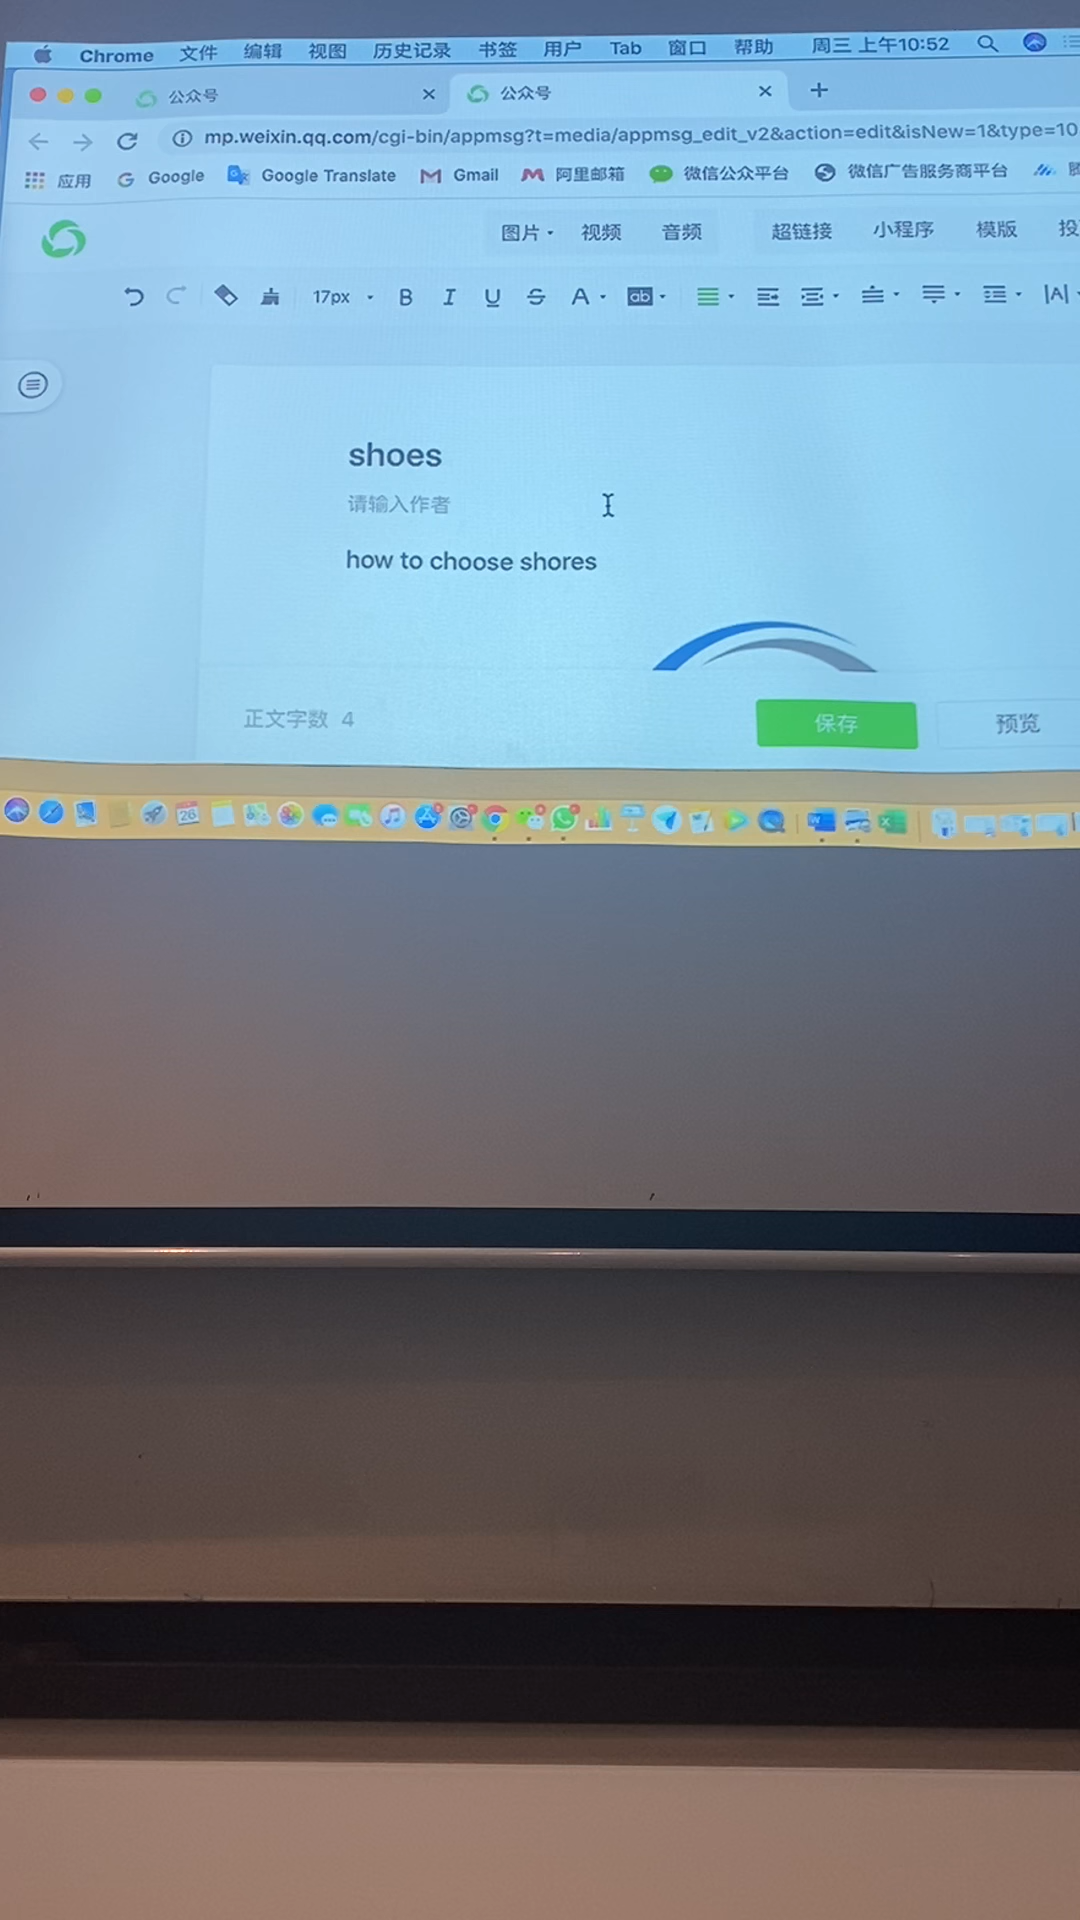 Chrome 文件 编辑 视图 历史记录 书签 用户 Tab 窗口 帮助 周三 上午10:52
公众号 公众号
mp.weixin.qq.com/cgi-bin/appmsg?t=media/appmsg_edit_v2&action=edit&isNew=1&type=10
应用 Google Google Translate Gmail 阿里邮箱 微信公众平台 微信广告服务商平台
图片 视频 音频 超链接 小程序 模版 投
17px B I U S A ab |A|
shoes
请输入作者
how to choose shores
正文字数 4
保存 预览
26